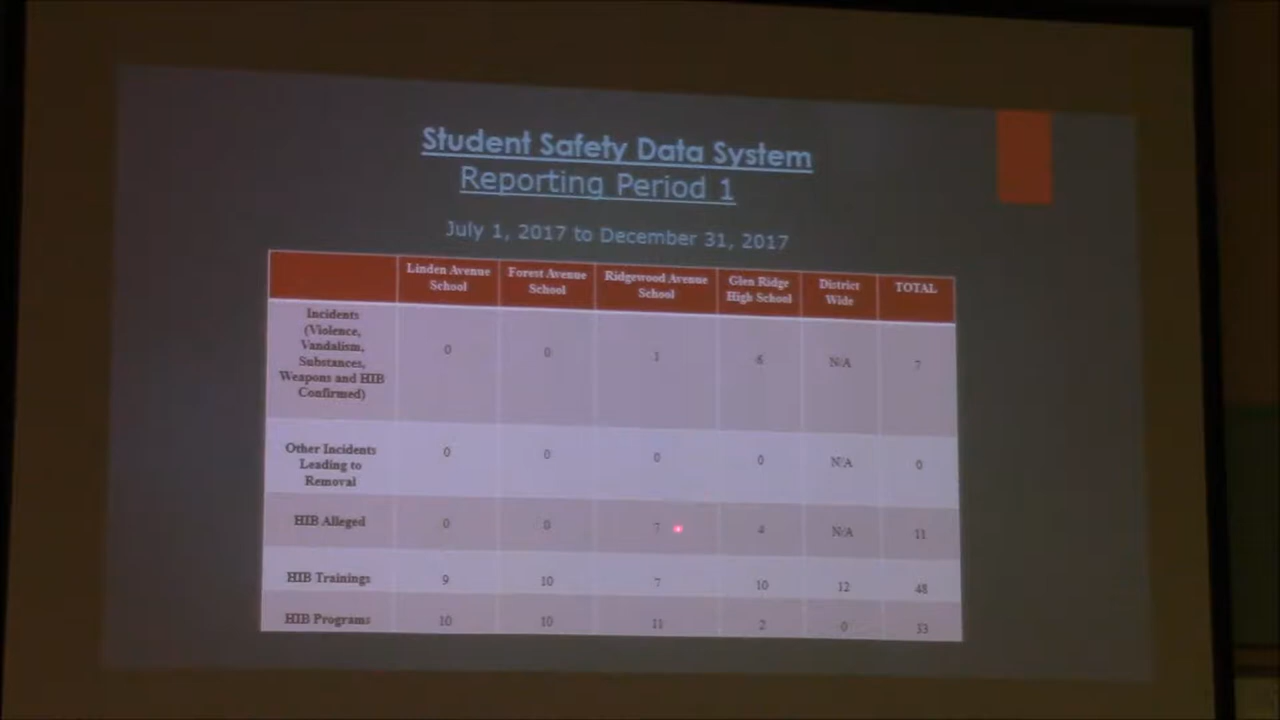 Student Safety Data System
Reporting Period 1
July 1, 2017 to December 31, 2017
Linden Avenue School Forest Avenue School Ridgewood Avenue School Glen Ridge High School District Wide TOTAL
Incidents (Violence, Vandalism, Substances, Weapons and HIB Confirmed) 0 0 1 6 N/A 7
Other Incidents Leading to Removal 0 0 0 0 N/A 0
HIB Alleged 0 0 7 4 N/A 11
HIB Trainings 9 10 7 10 12 48
HIB Programs 10 10 11 2 0 33